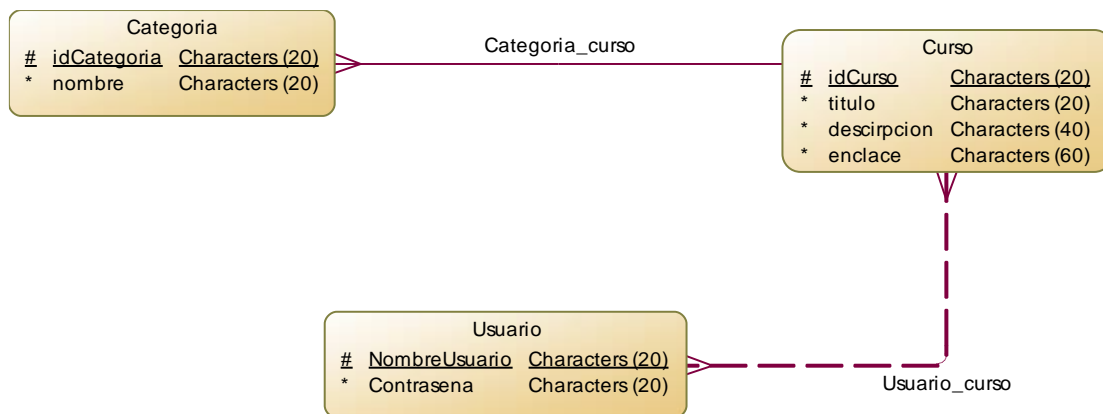 Categoria
# idCategoria Characters (20)
* nombre Characters (20)
Categoria_curso
Curso
# idCurso Characters (20)
* titulo Characters (20)
* descirpcion Characters (40)
* enclace Characters (60)
Usuario
# NombreUsuario Characters (20)
* Contrasena Characters (20)
Usuario_curso